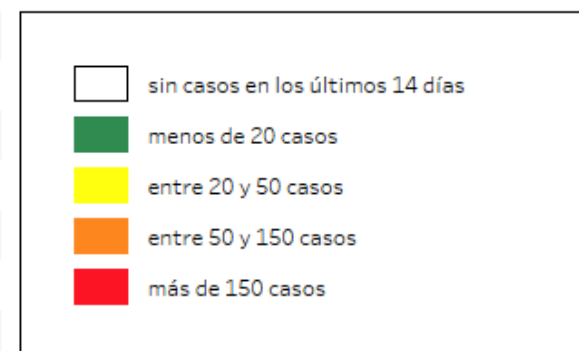 sin casos en los últimos 14 días
menos de 20 casos
entre 20 y 50 casos
entre 50 y 150 casos
más de 150 casos